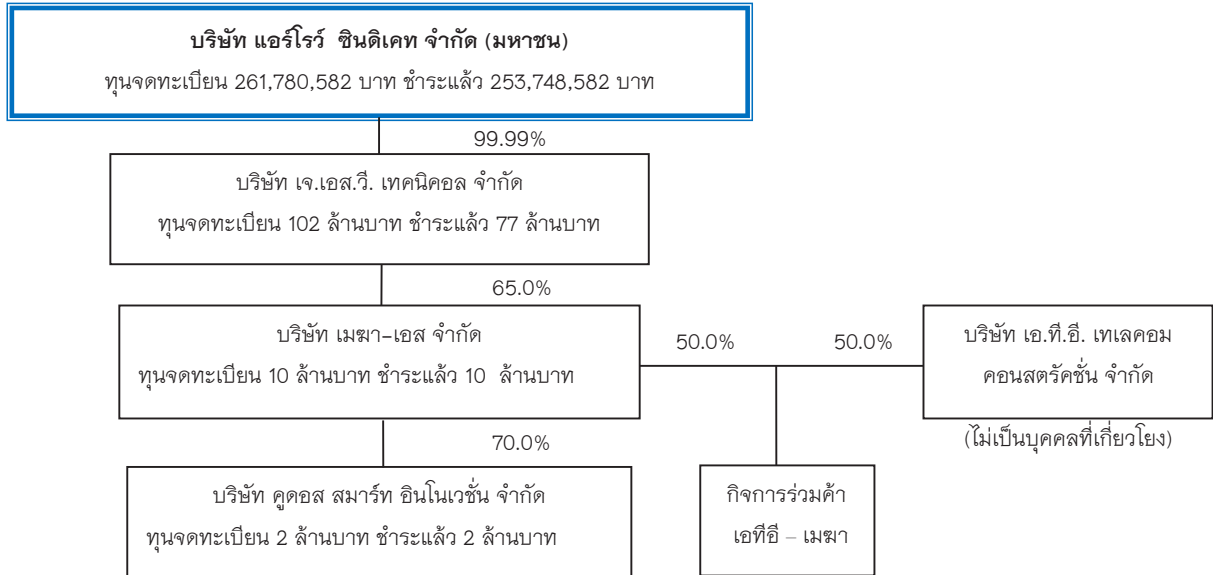 บริษัท แอร์โรว์ ซินดิเคท จำกัด (มหาชน)
ทุนจดทะเบียน 261,780,582 บาท ชำระแล้ว 253,748,582 บาท
99.99%
บริษัท เจ.เอส.วี. เทคนิคอล จำกัด
ทุนจดทะเบียน 102 ล้านบาท ชำระแล้ว 77 ล้านบาท
65.0%
บริษัท เมฆา-เอส จำกัด
ทุนจดทะเบียน 10 ล้านบาท ชำระแล้ว 10 ล้านบาท
50.0%
50.0%
บริษัท เอ.ที.อี. เทเลคอม
คอนสตรัคชั่น จำกัด
(ไม่เป็นบุคคลที่เกี่ยวโยง)
70.0%
บริษัท คูดอส สมาร์ท อินโนเวชั่น จำกัด
ทุนจดทะเบียน 2 ล้านบาท ชำระแล้ว 2 ล้านบาท
กิจการร่วมค้า
เอทีอี – เมฆา